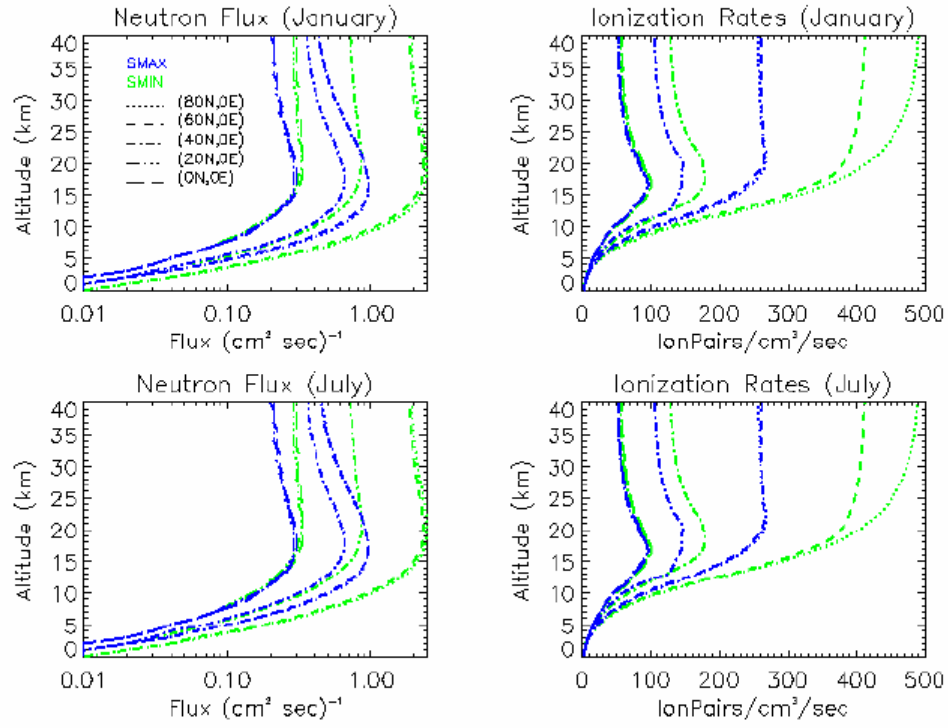 Neutron Flux (January)
40
35
30
25
20
15
10
5
0
Altitude (km)
SMAX
SMIN
(80N,0E)
(60N,0E)
(40N,0E)
(20N,0E)
(0N,0E)
0.01 0.10 1.00
Flux (cm² sec)⁻¹
Ionization Rates (January)
40
35
30
25
20
15
10
5
0
Altitude (km)
0 100 200 300 400 500
IonPairs/cm³/sec
Neutron Flux (July)
40
35
30
25
20
15
10
5
0
Altitude (km)
0.01 0.10 1.00
Flux (cm² sec)⁻¹
Ionization Rates (July)
40
35
30
25
20
15
10
5
0
Altitude (km)
0 100 200 300 400 500
IonPairs/cm³/sec